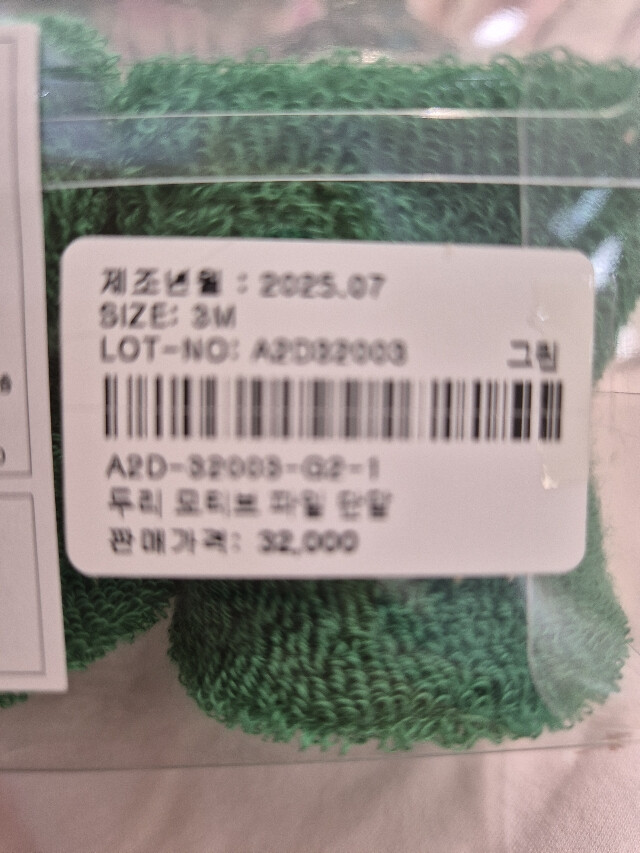 제조년월 : 2025.07
SIZE: 3M
LOT-NO: A2D32003 그린
A2D-32003-G2-1
두리 모티브 파일 단말
판매가격: 32,000